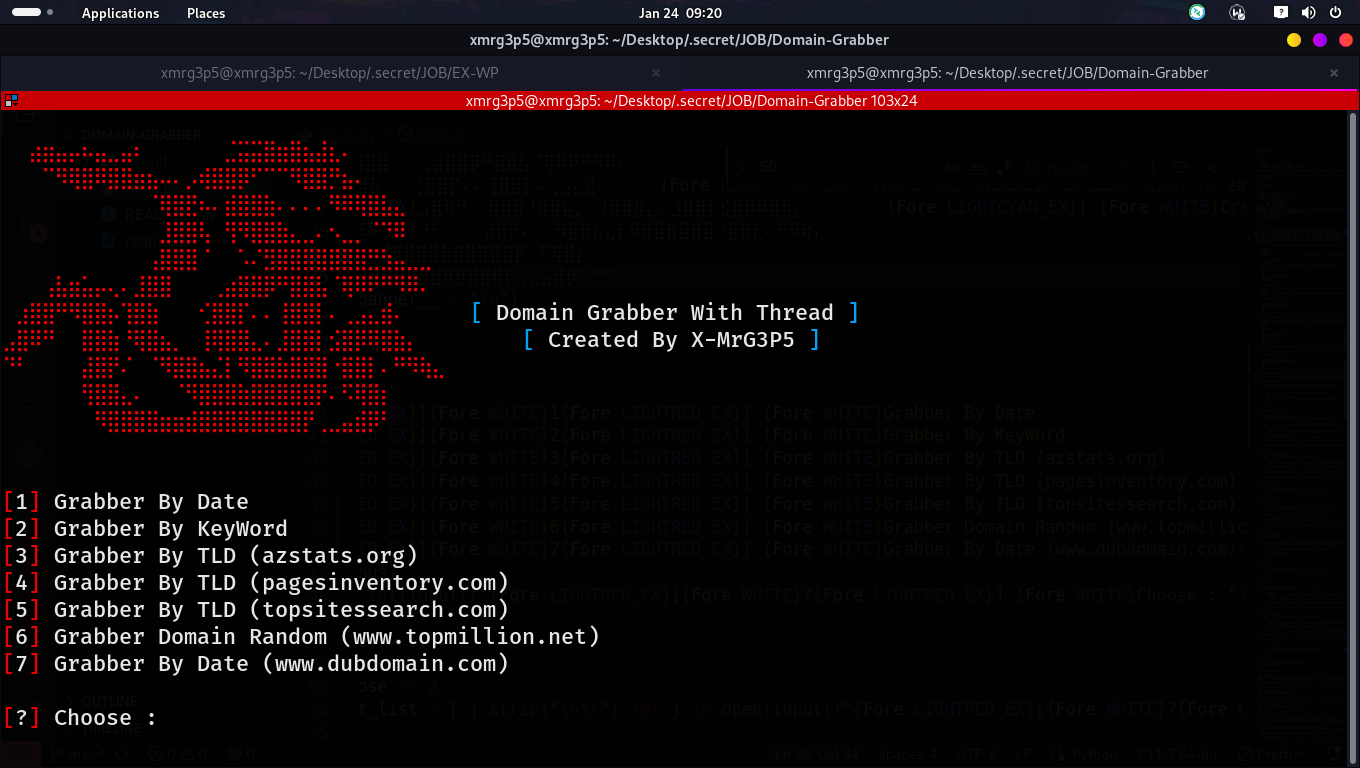 Applications Places Jan 24 09:20
xmrg3p5@xmrg3p5: ~/Desktop/.secret/JOB/Domain-Grabber
xmrg3p5@xmrg3p5: ~/Desktop/.secret/JOB/EX-WP × xmrg3p5@xmrg3p5: ~/Desktop/.secret/JOB/Domain-Grabber ×
xmrg3p5@xmrg3p5: ~/Desktop/.secret/JOB/Domain-Grabber 103x24
[ Domain Grabber With Thread ]
[ Created By X-MrG3P5 ]
[1] Grabber By Date
[2] Grabber By KeyWord
[3] Grabber By TLD (azstats.org)
[4] Grabber By TLD (pagesinventory.com)
[5] Grabber By TLD (topsitessearch.com)
[6] Grabber Domain Random (www.topmillion.net)
[7] Grabber By Date (www.dubdomain.com)
[?] Choose :